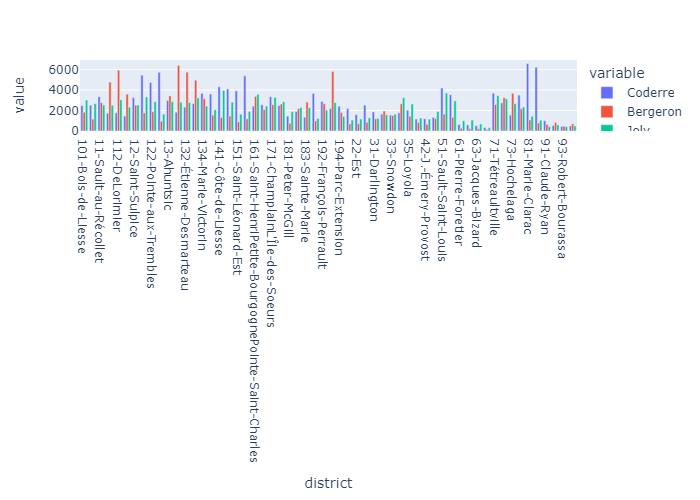 variable
Coderre
Bergeron
Joly
value
6000
4000
2000
0
101-Bois-de-Liesse
11-Sault-au-Récollet
112-DeLorimier
12-Saint-Sulpice
122-Pointe-aux-Trembles
13-Ahuntsic
132-Étienne-Desmarteau
134-Marie-Victorin
141-Côte-de-Liesse
151-Saint-Léonard-Est
161-Saint-HenriPetite-BourgognePointe-Saint-Charles
171-ChamplainL'Île-des-Soeurs
181-Peter-McGill
183-Sainte-Marie
192-François-Perrault
194-Parc-Extension
22-Est
31-Darlington
33-Snowdon
35-Loyola
42-J.-Émery-Provost
51-Sault-Saint-Louis
61-Pierre-Foretier
63-Jacques-Bizard
71-Tétreaultville
73-Hochelaga
81-Marie-Clarac
91-Claude-Ryan
93-Robert-Bourassa
district